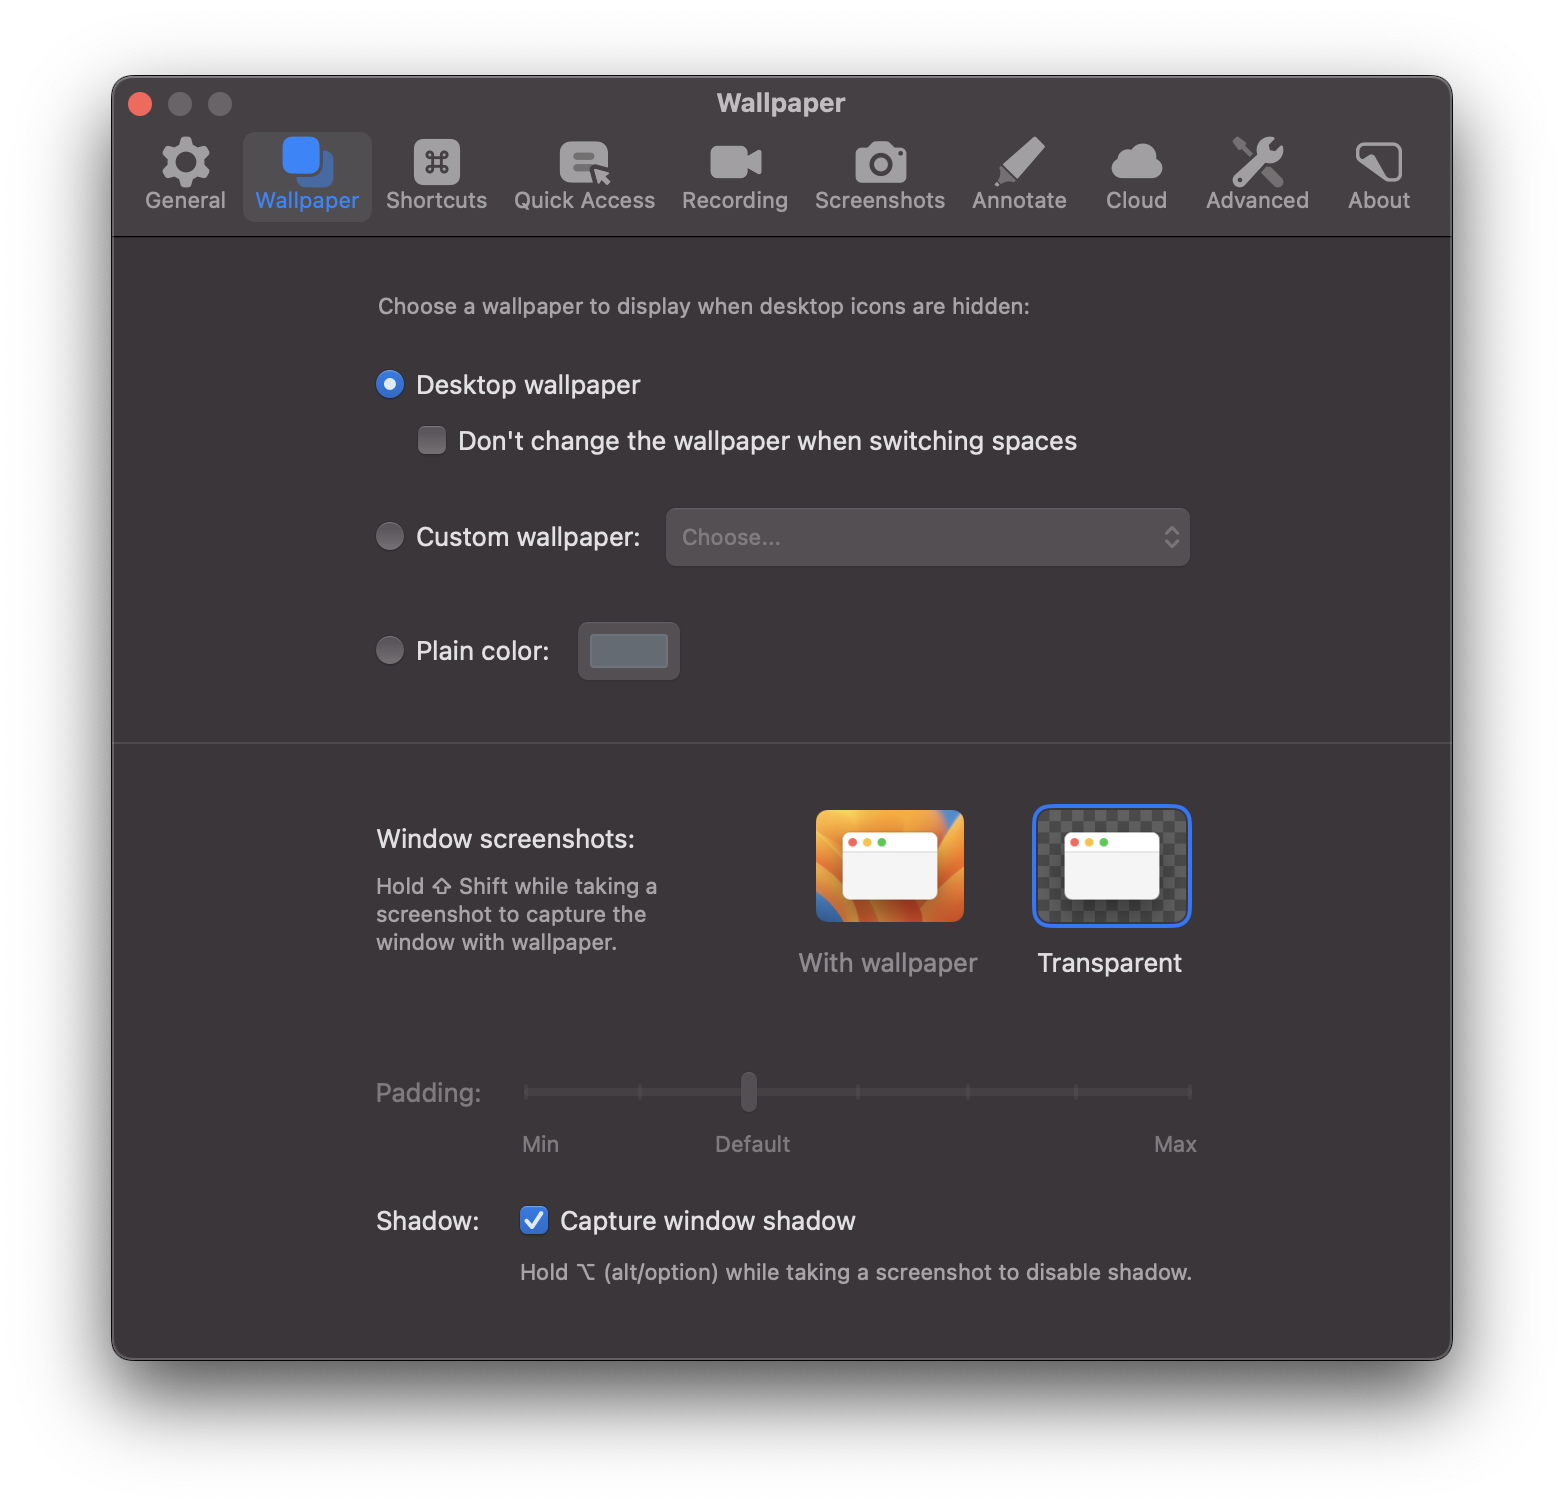 Wallpaper
General
Wallpaper
Shortcuts
Quick Access
Recording
Screenshots
Annotate
Cloud
Advanced
About
Choose a wallpaper to display when desktop icons are hidden:
Desktop wallpaper
Don't change the wallpaper when switching spaces
Custom wallpaper:
Choose...
Plain color:
Window screenshots:
Hold ⇧ Shift while taking a
screenshot to capture the
window with wallpaper.
With wallpaper
Transparent
Padding:
Min
Default
Max
Shadow:
Capture window shadow
Hold ⌥ (alt/option) while taking a screenshot to disable shadow.